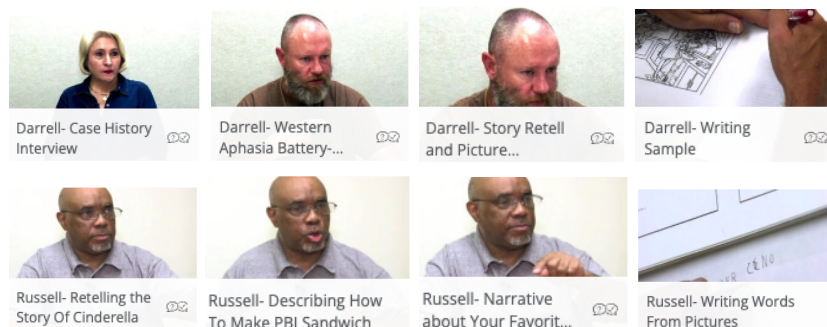 Darrell- Case History
Interview
Darrell- Western
Aphasia Battery-...
Darrell- Story Retell
and Picture...
Darrell- Writing
Sample
Russell- Retelling the
Story Of Cinderella
Russell- Describing How
To Make PBJ Sandwich
Russell- Narrative
about Your Favorit...
Russell- Writing Words
From Pictures